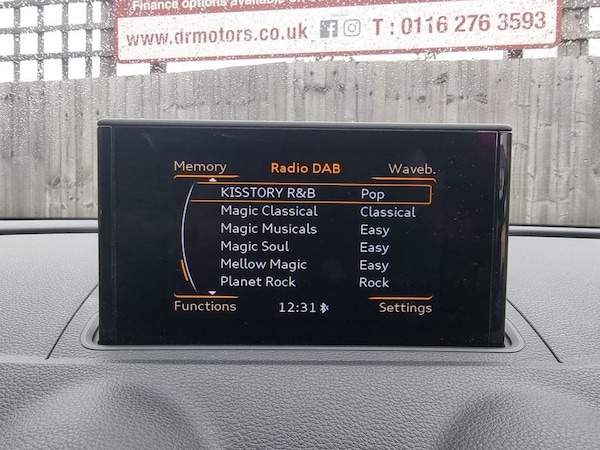 Finance options available
www.drmotors.co.uk f T: 0116 276 3593
Memory Radio DAB Waveb.
KISSTORY R&B Pop
Magic Classical Classical
Magic Musicals Easy
Magic Soul Easy
Mellow Magic Easy
Planet Rock Rock
Functions 12:31 Settings